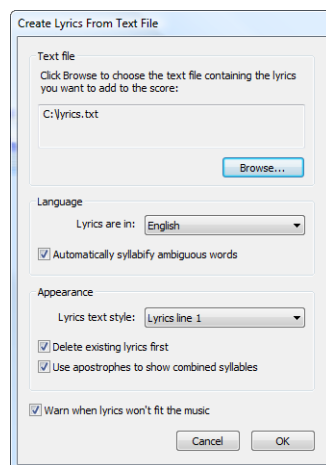 Create Lyrics From Text File
Text file
Click Browse to choose the text file containing the lyrics
you want to add to the score:
C:\lyrics.txt
Browse...
Language
Lyrics are in: English
Automatically syllabify ambiguous words
Appearance
Lyrics text style: Lyrics line 1
Delete existing lyrics first
Use apostrophes to show combined syllables
Warn when lyrics won't fit the music
Cancel OK